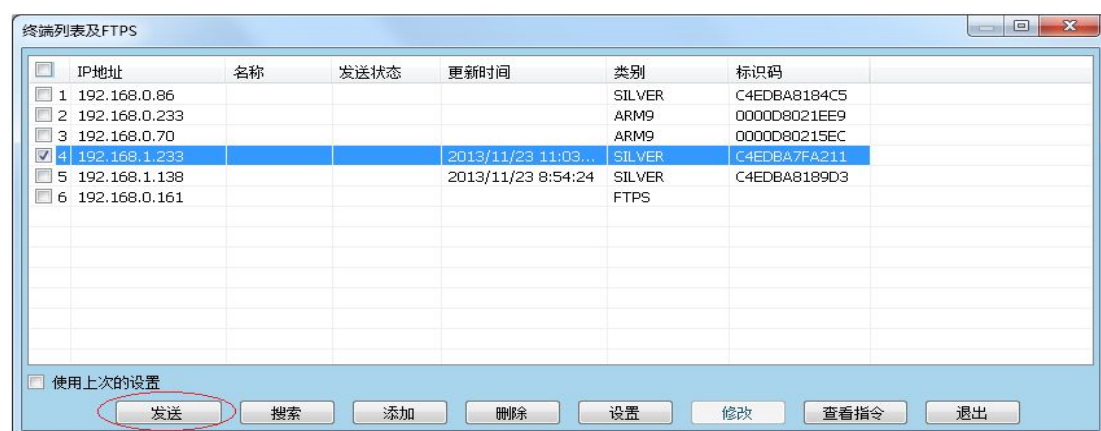 终端列表及FTPS
IP地址 名称 发送状态 更新时间 类别 标识码
1 192.168.0.86 SILVER C4EDBA8184C5
2 192.168.0.233 ARM9 0000D8021EE9
3 192.168.0.70 ARM9 0000D80215EC
4 192.168.1.233 2013/11/23 11:03... SILVER C4EDBA7FA211
5 192.168.1.138 2013/11/23 8:54:24 SILVER C4EDBA8189D3
6 192.168.0.161 FTPS
使用上次的设置
发送 搜索 添加 删除 设置 修改 查看指令 退出